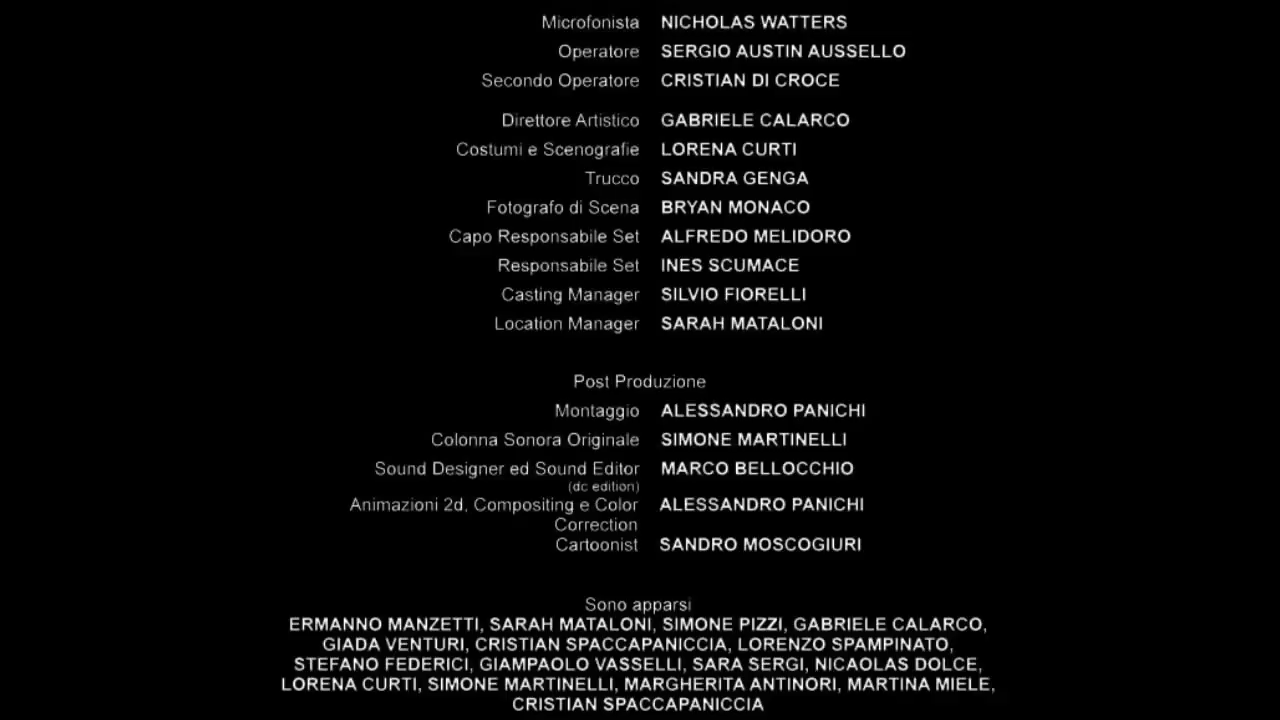 Microfonista NICHOLAS WATTERS
Operatore SERGIO AUSTIN AUSSELLO
Secondo Operatore CRISTIAN DI CROCE
Direttore Artistico GABRIELE CALARCO
Costumi e Scenografie LORENA CURTI
Trucco SANDRA GENGA
Fotografo di Scena BRYAN MONACO
Capo Responsabile Set ALFREDO MELIDORO
Responsabile Set INES SCUMACE
Casting Manager SILVIO FIORELLI
Location Manager SARAH MATALONI
Post Produzione
Montaggio ALESSANDRO PANICHI
Colonna Sonora Originale SIMONE MARTINELLI
Sound Designer ed Sound Editor MARCO BELLOCCHIO
(dc edition)
Animazioni 2d, Compositing e Color ALESSANDRO PANICHI
Correction
Cartoonist SANDRO MOSCOGIURI
Sono apparsi
ERMANNO MANZETTI, SARAH MATALONI, SIMONE PIZZI, GABRIELE CALARCO,
GIADA VENTURI, CRISTIAN SPACCAPANICCIA, LORENZO SPAMPINATO,
STEFANO FEDERICI, GIAMPAOLO VASSELLI, SARA SERGI, NICAOLAS DOLCE,
LORENA CURTI, SIMONE MARTINELLI, MARGHERITA ANTINORI, MARTINA MIELE,
CRISTIAN SPACCAPANICCIA